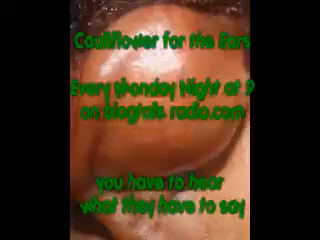 Cauliflower for the Ears
Every Monday Night at 9
on blogtalk radio.com
you have to hear
what they have to say